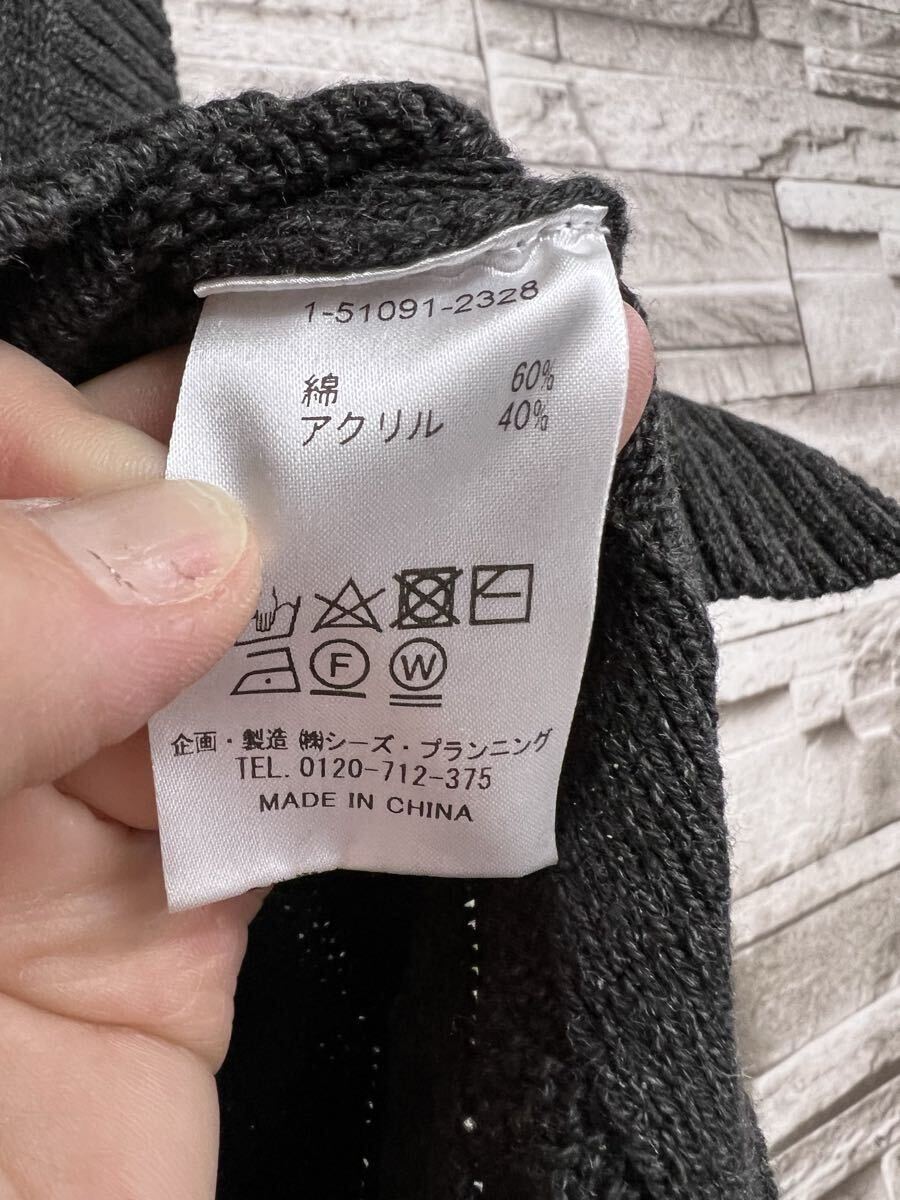 1-51091-2328
綿 60%
アクリル 40%
F W
企画・製造 ㈱シーズ・プランニング
TEL. 0120-712-375
MADE IN CHINA